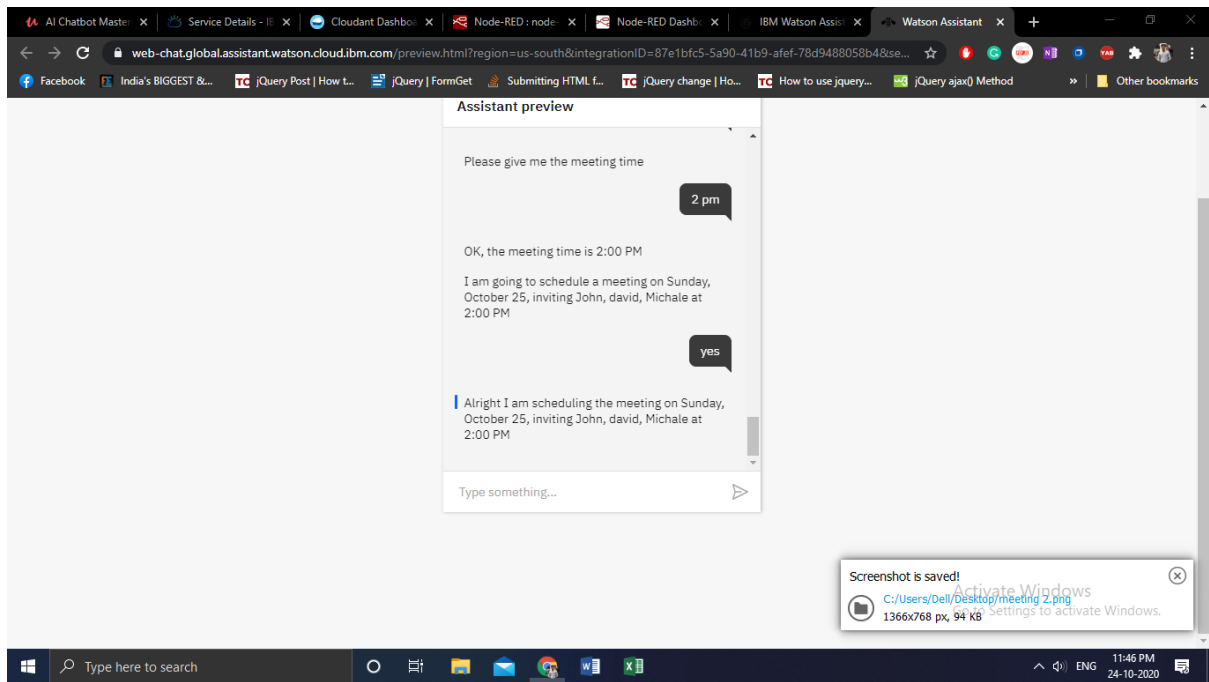 AI Chatbot Master
Service Details - IB
Cloudant Dashboa
Node-RED : node-
Node-RED Dashbo
IBM Watson Assist
Watson Assistant
web-chat.global.assistant.watson.cloud.ibm.com/preview.html?region=us-south&integrationID=87e1bfc5-5a90-41b9-afef-78d9488058b4&se...
Facebook
India's BIGGEST &...
TC jQuery Post | How t...
jQuery | FormGet
Submitting HTML f...
TC jQuery change | Ho...
TC How to use jquery...
jQuery ajax() Method
»
Other bookmarks
Assistant preview
Please give me the meeting time
2 pm
OK, the meeting time is 2:00 PM
I am going to schedule a meeting on Sunday,
October 25, inviting John, david, Michale at
2:00 PM
yes
Alright I am scheduling the meeting on Sunday,
October 25, inviting John, david, Michale at
2:00 PM
Type something...
Screenshot is saved!
C:/Users/Dell/Desktop/meeting 2.png
1366x768 px, 94 KB
Activate Windows
Go to Settings to activate Windows.
Type here to search
ENG
11:46 PM
24-10-2020